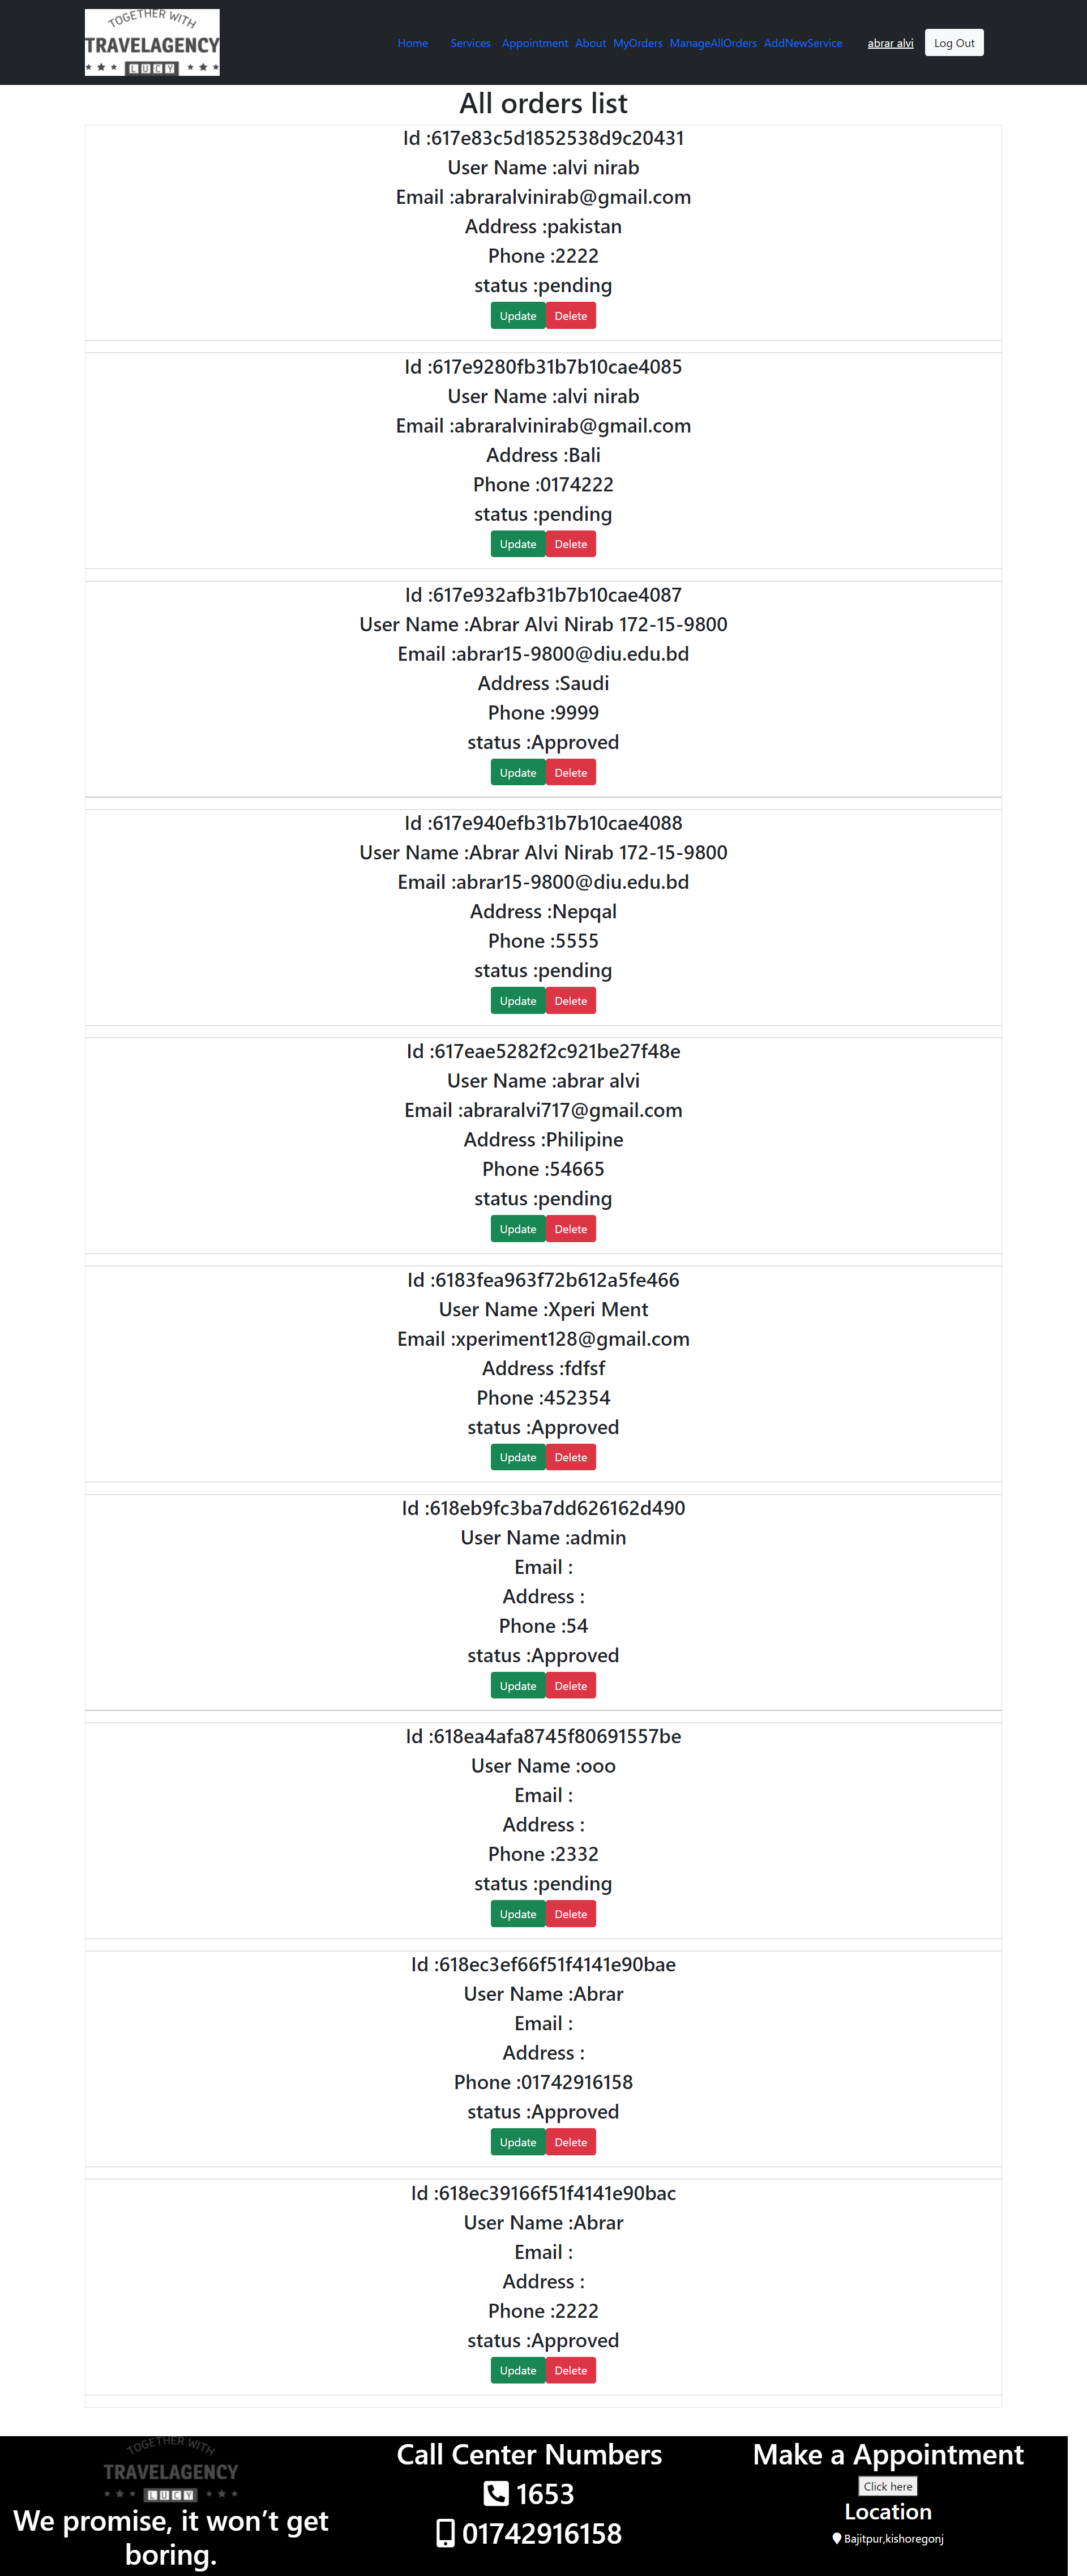 TOGETHER WITH
TRAVELAGENCY
LUCY
Home Services Appointment About MyOrders ManageAllOrders AddNewService abrar alvi Log Out
All orders list
Id :617e83c5d1852538d9c20431
User Name :alvi nirab
Email :abraralvinirab@gmail.com
Address :pakistan
Phone :2222
status :pending
Update Delete
Id :617e9280fb31b7b10cae4085
User Name :alvi nirab
Email :abraralvinirab@gmail.com
Address :Bali
Phone :0174222
status :pending
Update Delete
Id :617e932afb31b7b10cae4087
User Name :Abrar Alvi Nirab 172-15-9800
Email :abrar15-9800@diu.edu.bd
Address :Saudi
Phone :9999
status :Approved
Update Delete
Id :617e940efb31b7b10cae4088
User Name :Abrar Alvi Nirab 172-15-9800
Email :abrar15-9800@diu.edu.bd
Address :Nepqal
Phone :5555
status :pending
Update Delete
Id :617eae5282f2c921be27f48e
User Name :abrar alvi
Email :abraralvi717@gmail.com
Address :Philipine
Phone :54665
status :pending
Update Delete
Id :6183fea963f72b612a5fe466
User Name :Xperi Ment
Email :xperiment128@gmail.com
Address :fdfsf
Phone :452354
status :Approved
Update Delete
Id :618eb9fc3ba7dd626162d490
User Name :admin
Email :
Address :
Phone :54
status :Approved
Update Delete
Id :618ea4afa8745f80691557be
User Name :ooo
Email :
Address :
Phone :2332
status :pending
Update Delete
Id :618ec3ef66f51f4141e90bae
User Name :Abrar
Email :
Address :
Phone :01742916158
status :Approved
Update Delete
Id :618ec39166f51f4141e90bac
User Name :Abrar
Email :
Address :
Phone :2222
status :Approved
Update Delete
TOGETHER WITH
TRAVELAGENCY
LUCY
We promise, it won't get
boring.
Call Center Numbers
1653
01742916158
Make a Appointment
Click here
Location
Bajitpur,kishoregonj